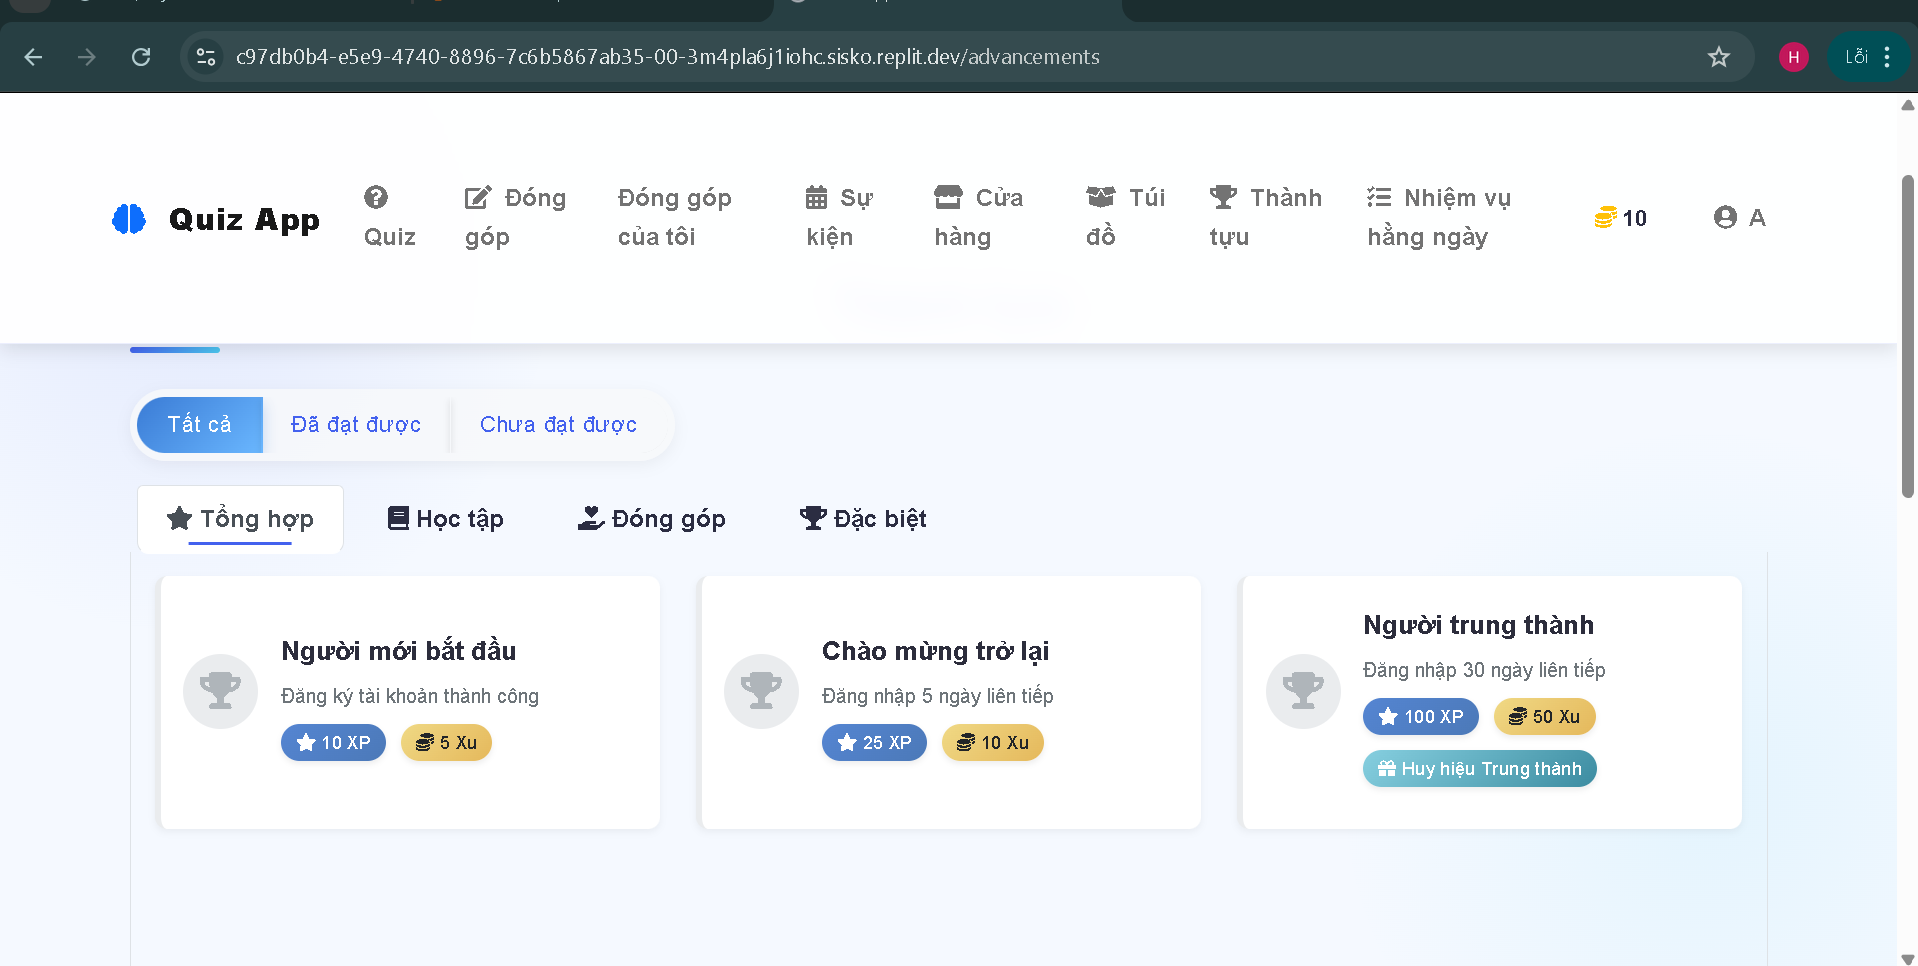 c97db0b4-e5e9-4740-8896-7c6b5867ab35-00-3m4pla6j1iohc.sisko.replit.dev/advancements
H
Lỗi
Quiz App
Quiz
Đóng góp
Đóng góp của tôi
Sự kiện
Cửa hàng
Túi đồ
Thành tựu
Nhiệm vụ hằng ngày
10
A
Tất cả
Đã đạt được
Chưa đạt được
Tổng hợp
Học tập
Đóng góp
Đặc biệt
Người mới bắt đầu
Đăng ký tài khoản thành công
10 XP
5 Xu
Chào mừng trở lại
Đăng nhập 5 ngày liên tiếp
25 XP
10 Xu
Người trung thành
Đăng nhập 30 ngày liên tiếp
100 XP
50 Xu
Huy hiệu Trung thành